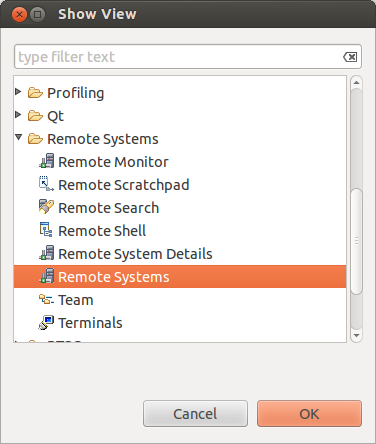 Show View
type filter text
Profiling
Qt
Remote Systems
Remote Monitor
Remote Scratchpad
Remote Search
Remote Shell
Remote System Details
Remote Systems
Team
Terminals
Cancel OK